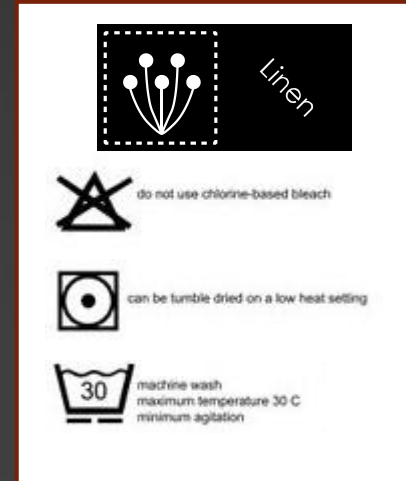 Linen
do not use chlorine-based bleach
can be tumble dried on a low heat setting
30
machine wash
maximum temperature 30 C
minimum agitation